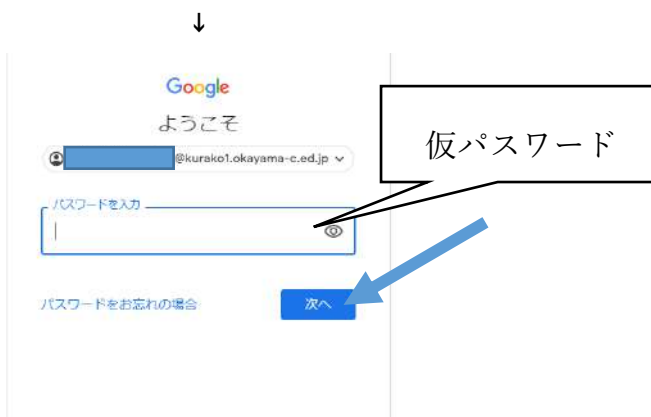 ↓
Google
ようこそ
@kurako1.okayama-c.ed.jp
仮パスワード
パスワードを入力
パスワードをお忘れの場合
次へ